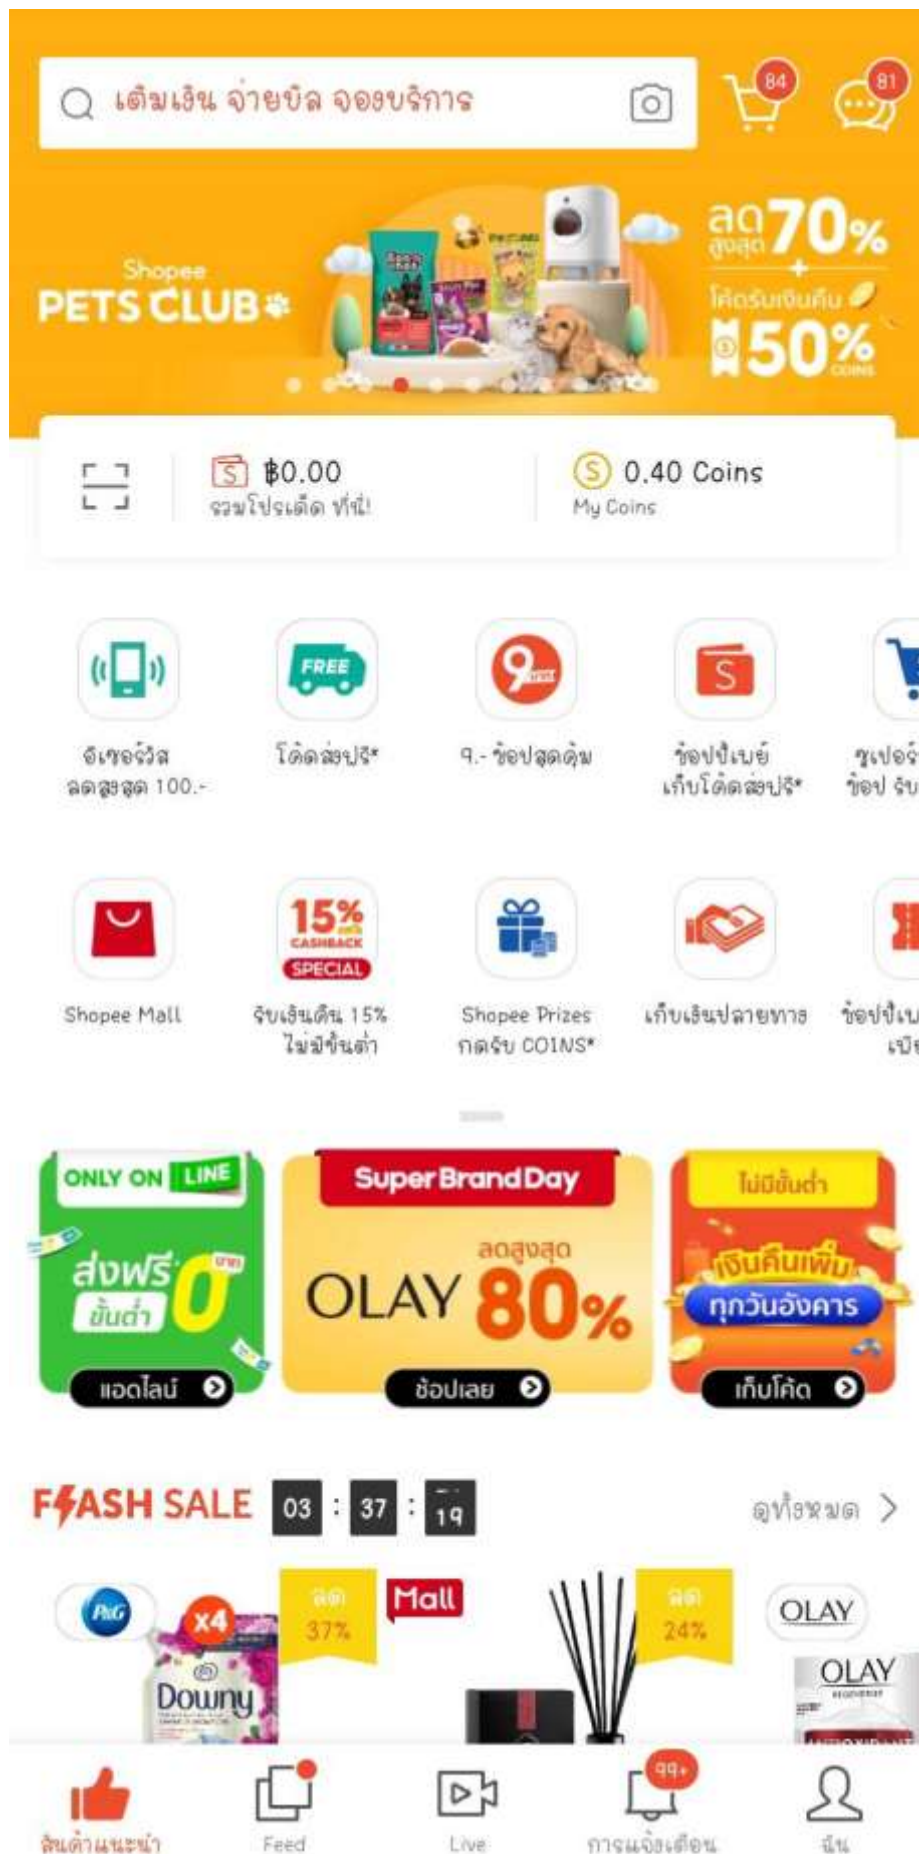 เติมเงิน จ่ายบิล จองบริการ
84
81
Shopee
PETS CLUB
ลดสูงสุด 70%
+
โค้ดรับเงินคืน
50%
COINS
฿0.00
รวมโปรเด็ด ที่นี่!
0.40 Coins
My Coins
FREE
9
บาท
S
อีเซอร์วิส
ลดสูงสุด 100.-
โค้ดส่งฟรี*
9.- ช้อปสุดคุ้ม
ช้อปปี้เพย์
เก็บโค้ดส่งฟรี*
ซูเปอร์
ช้อป รับ
15%
CASHBACK
SPECIAL
Shopee Mall
รับเงินคืน 15%
ไม่มีขั้นต่ำ
Shopee Prizes
กดรับ COINS*
เก็บเงินปลายทาง
ONLY ON LINE
ส่งฟรี
ขั้นต่ำ 0 บาท
แอดไลน์
Super Brand Day
OLAY
ลดสูงสุด
80%
ช้อปเลย
ไม่มีขั้นต่ำ
เงินคืนเพิ่ม
ทุกวันอังคาร
เก็บโค้ด
FLASH SALE 03 : 37 : 19
ดูทั้งหมด
P&G
x4
ลด
37%
Downy
Mall
ลด
24%
OLAY
OLAY
REGENERIST
สินค้าแนะนำ
Feed
Live
99+
การแจ้งเตือน
ฉัน